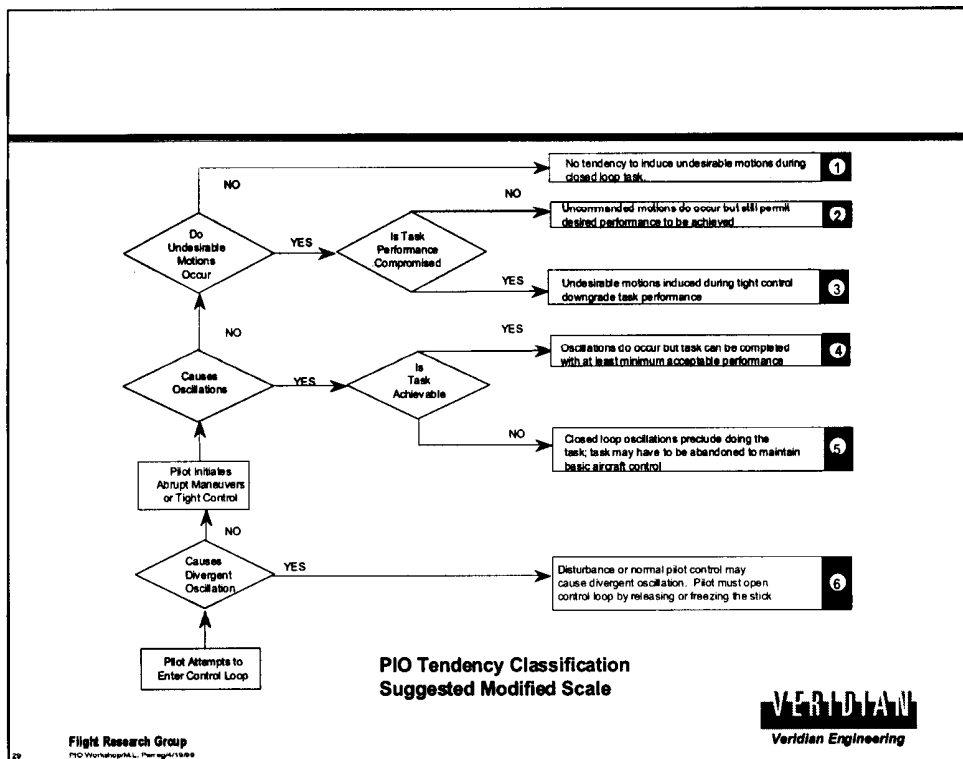 No tendency to induce undesirable motions during
closed loop task.
1
NO
NO
Uncommanded motions do occur but still permit
desired performance to be achieved
2
Do
Undesirable
Motions
Occur
YES
Is Task
Performance
Compromised
YES
Undesirable motions induced during tight control
downgrade task performance
3
NO
YES
Oscillations do occur but task can be completed
with at least minimum acceptable performance
4
Causes
Oscillations
YES
Is
Task
Achievable
NO
Closed loop oscillations preclude doing the
task; task may have to be abandoned to maintain
basic aircraft control
5
Pilot Initiates
Abrupt Maneuvers
or Tight Control
NO
Causes
Divergent
Oscillation
YES
Disturbance or normal pilot control may
cause divergent oscillation. Pilot must open
control loop by releasing or freezing the stick
6
Pilot Attempts to
Enter Control Loop
PIO Tendency Classification
Suggested Modified Scale
VERIDIAN
Veridian Engineering
Flight Research Group
29
PIO Workshop/M.L.